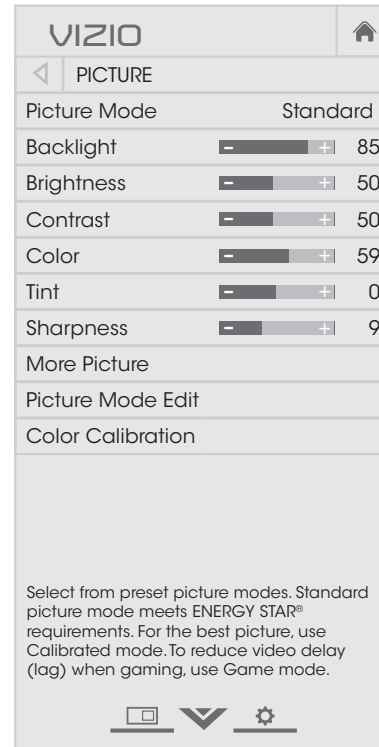 VIZIO
PICTURE
Picture Mode Standard
Backlight - + 85
Brightness - + 50
Contrast - + 50
Color - + 59
Tint - + 0
Sharpness - + 9
More Picture
Picture Mode Edit
Color Calibration
Select from preset picture modes. Standard
picture mode meets ENERGY STAR®
requirements. For the best picture, use
Calibrated mode. To reduce video delay
(lag) when gaming, use Game mode.